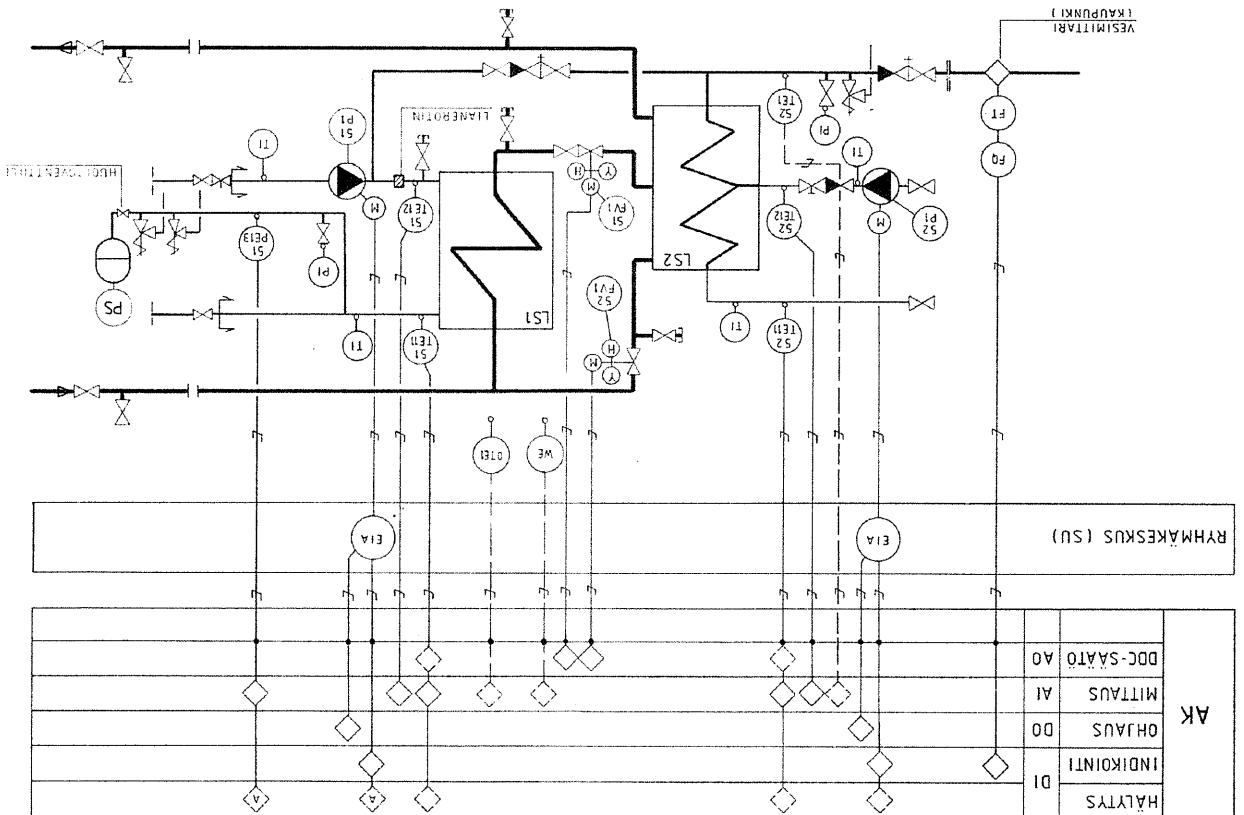 HÄLYTYS
A
A
INDIKOINTI
DI
AK
OHJAUS DO
MITTAUS AI
DDC-SÄÄTÖ AO
RYHMÄKESKUS (SU)
EIA
EIA
WE
OTE1
Y
M
H
S2
FV1
TI
S2
TE11
LS1
S1
TE11
TI
PS
LS2
PI
S2
P1
M
TI
S2
TE12
S1
FV1
M
Y
H
S1
TE12
M
S1
PE13
HUOLTOVENTTIILI
FQ
FT
PI
S2
TE1
LIANEROTIN
S1
P1
TI
VESIMITTARI
(KAUPUNKI)